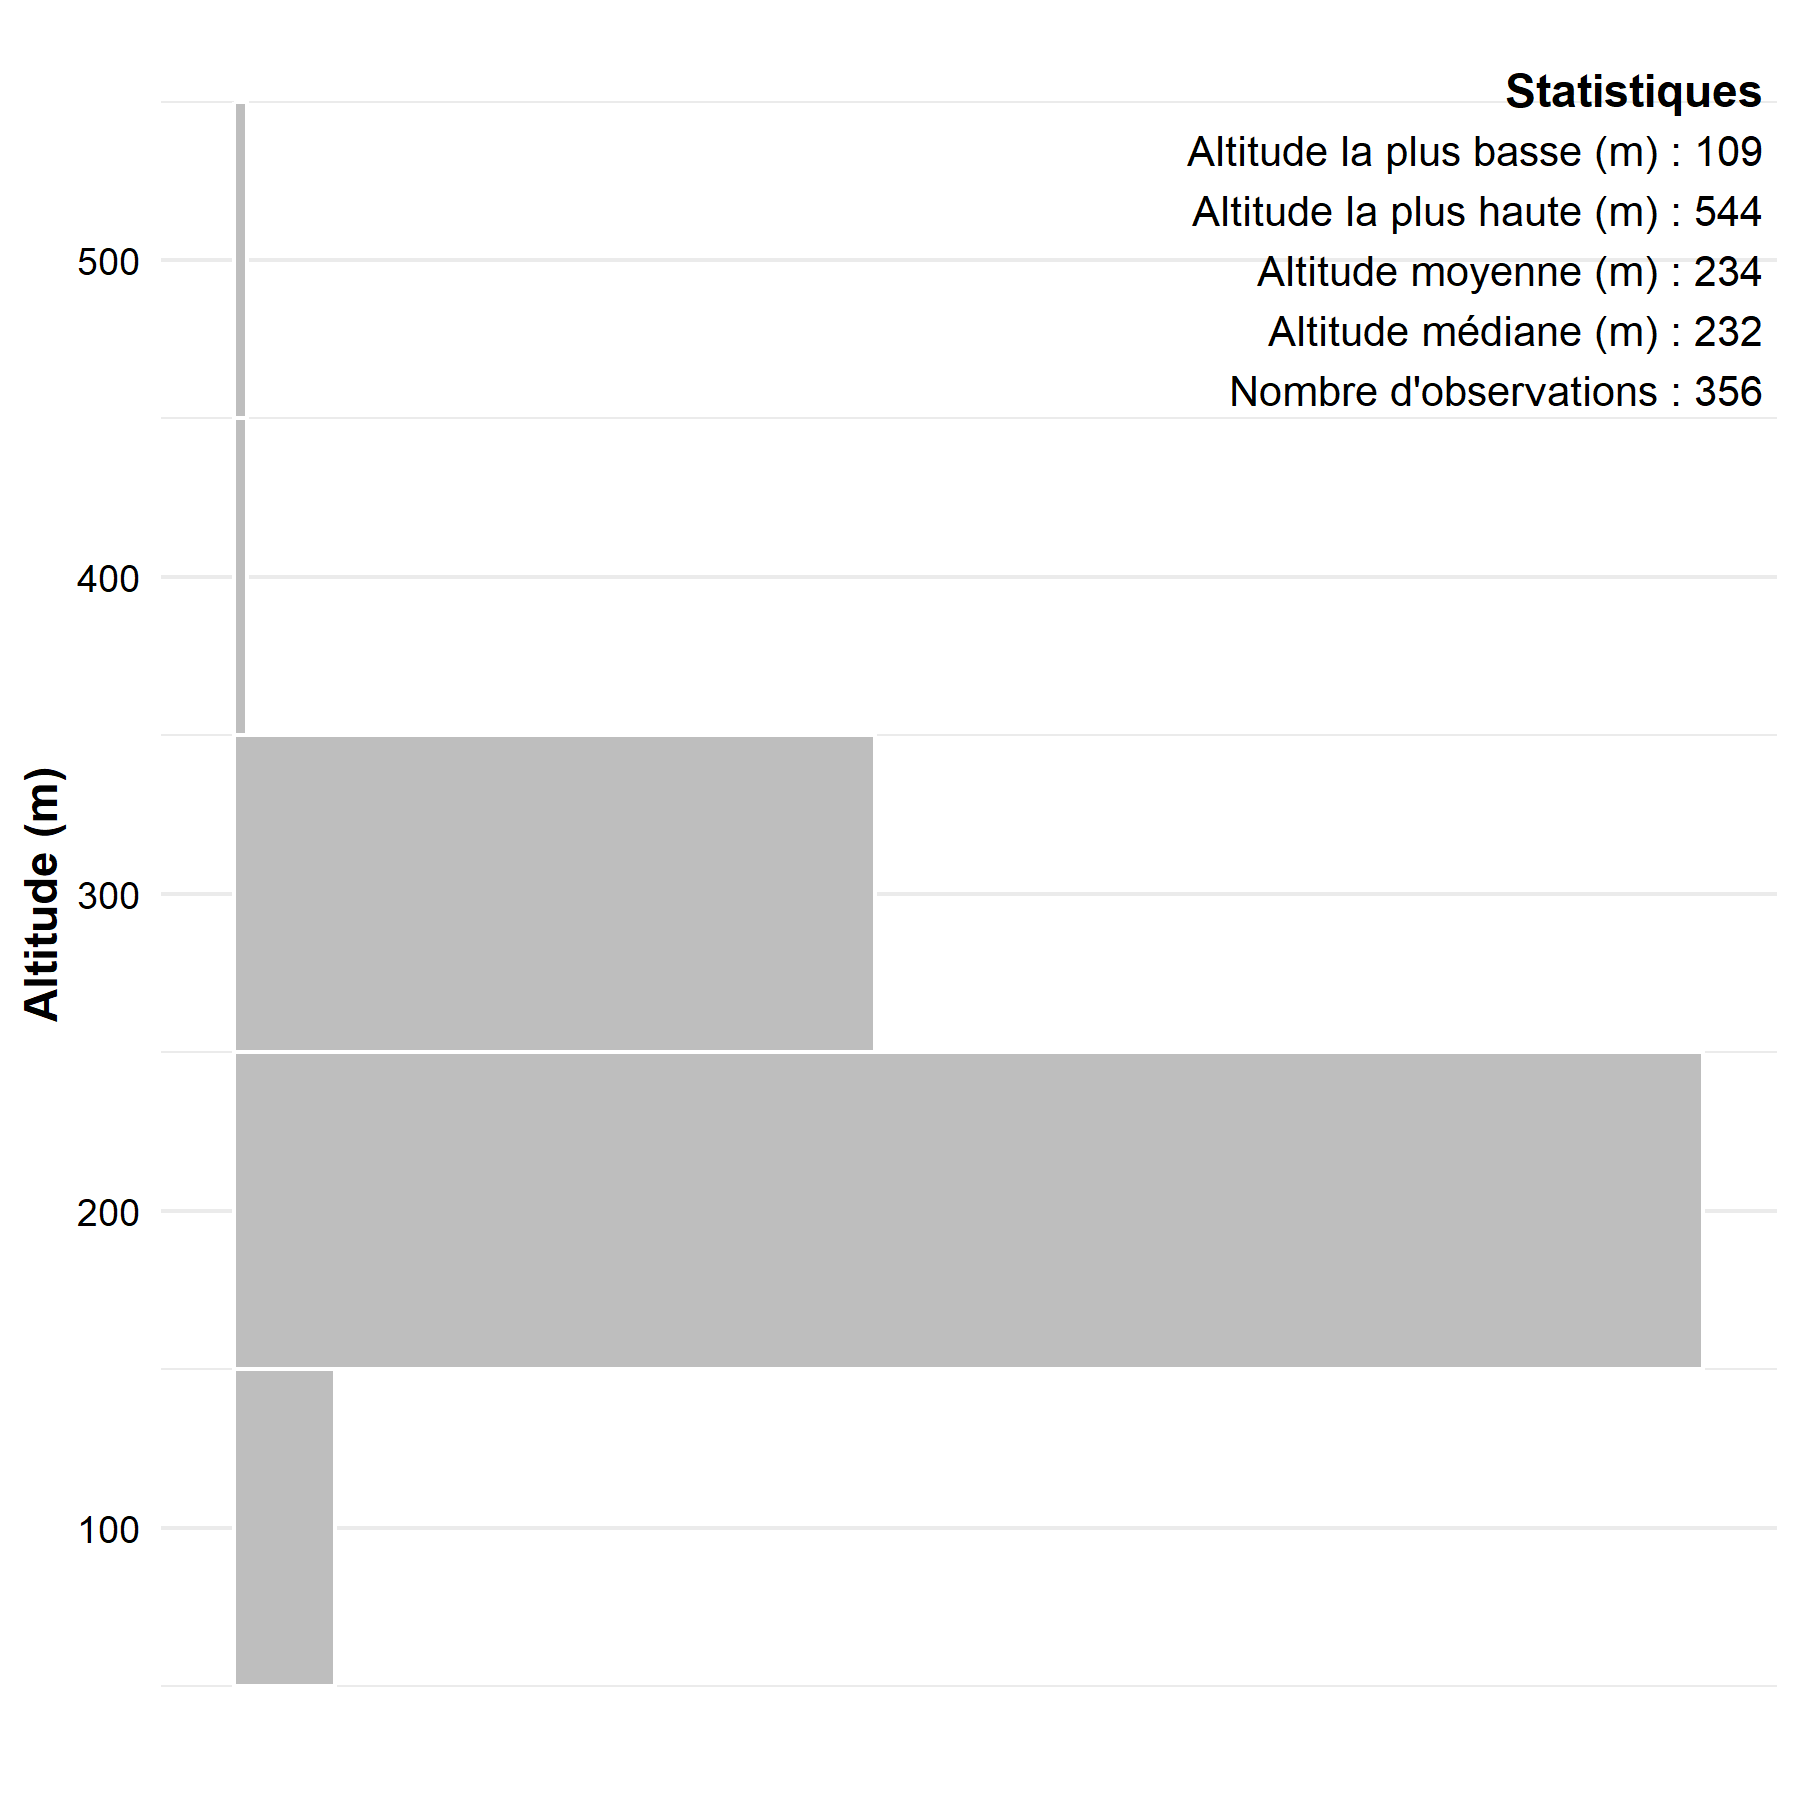 Statistiques
Altitude la plus basse (m) : 109
Altitude la plus haute (m) : 544
Altitude moyenne (m) : 234
Altitude médiane (m) : 232
Nombre d'observations : 356
500
400
300
200
100
Altitude (m)